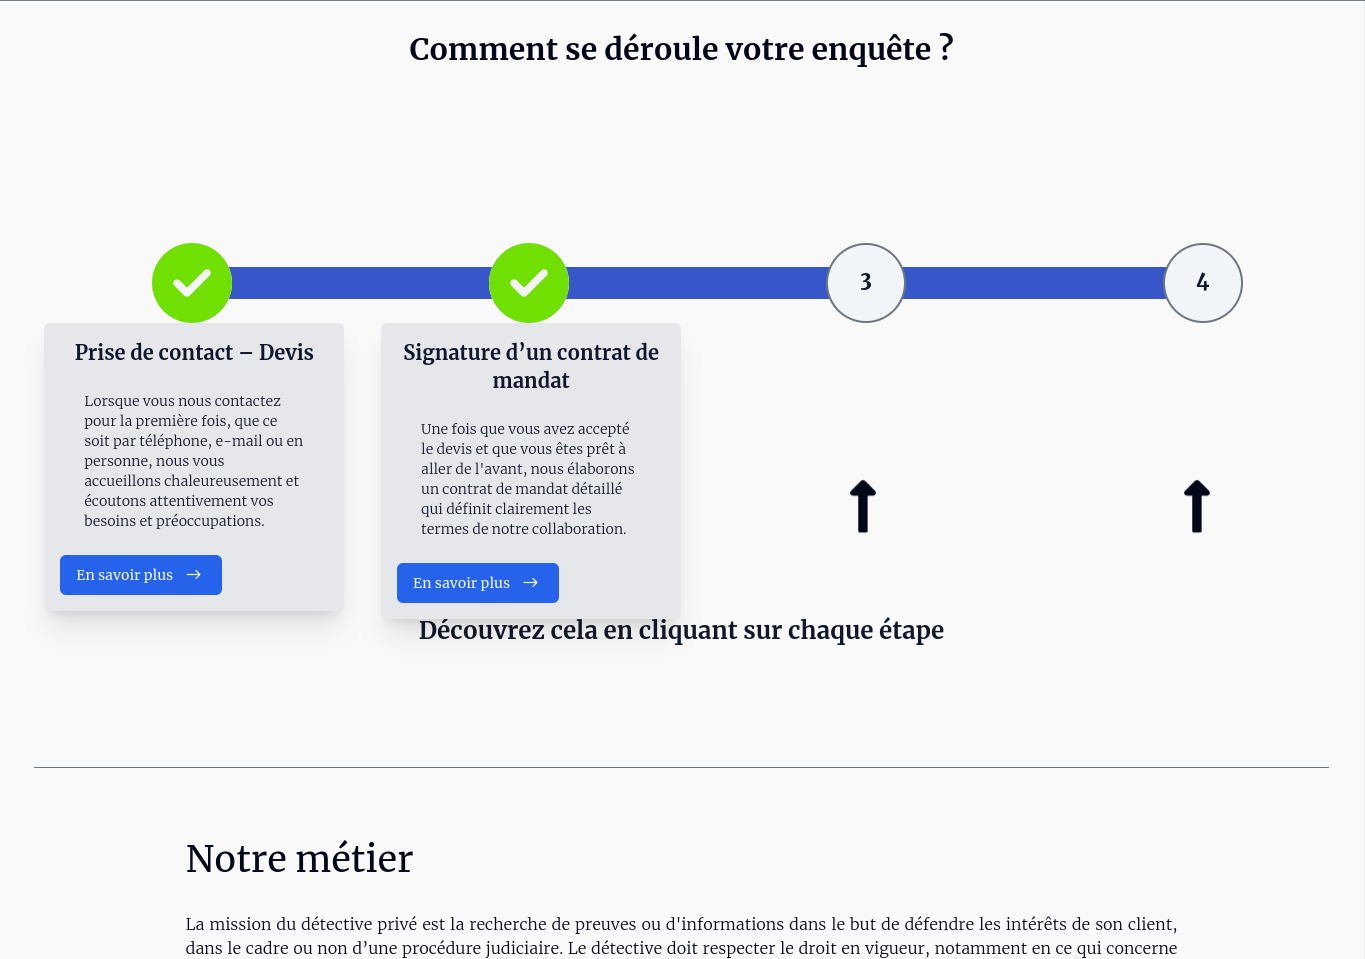 Comment se déroule votre enquête ?
3
4
Prise de contact – Devis
Lorsque vous nous contactez
pour la première fois, que ce
soit par téléphone, e-mail ou en
personne, nous vous
accueillons chaleureusement et
écoutons attentivement vos
besoins et préoccupations.
En savoir plus
Signature d’un contrat de
mandat
Une fois que vous avez accepté
le devis et que vous êtes prêt à
aller de l'avant, nous élaborons
un contrat de mandat détaillé
qui définit clairement les
termes de notre collaboration.
En savoir plus
Découvrez cela en cliquant sur chaque étape
Notre métier
La mission du détective privé est la recherche de preuves ou d'informations dans le but de défendre les intérêts de son client,
dans le cadre ou non d’une procédure judiciaire. Le détective doit respecter le droit en vigueur, notamment en ce qui concerne